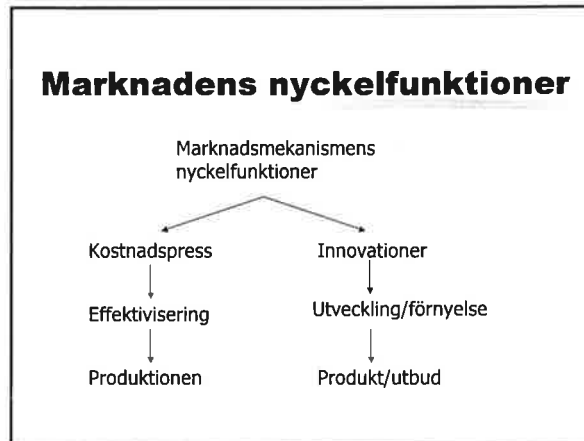 Marknadens nyckelfunktioner
Marknadsmekanismens
nyckelfunktioner
Kostnadspress
Innovationer
Effektivisering
Utveckling/förnyelse
Produktionen
Produkt/utbud